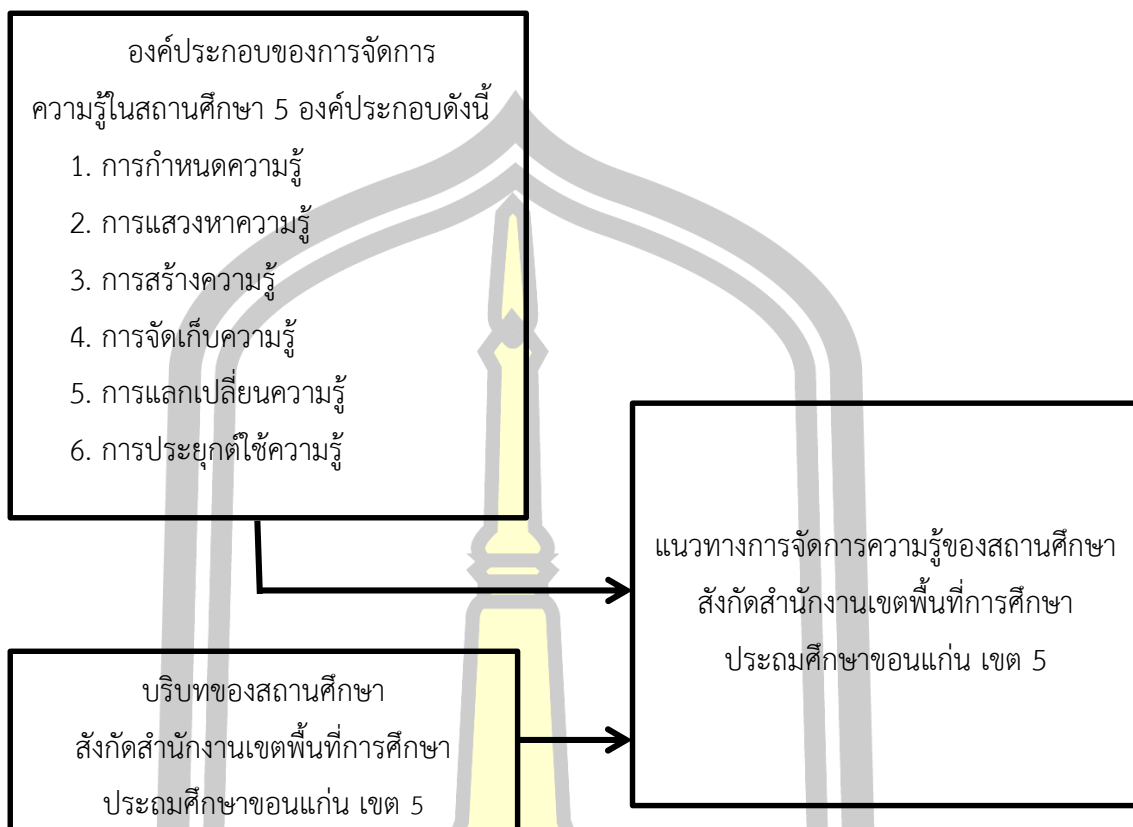 องค์ประกอบของการจัดการ
ความรู้ในสถานศึกษา 5 องค์ประกอบดังนี้
1. การกำหนดความรู้
2. การแสวงหาความรู้
3. การสร้างความรู้
4. การจัดเก็บความรู้
5. การแลกเปลี่ยนความรู้
6. การประยุกต์ใช้ความรู้
แนวทางการจัดการความรู้ของสถานศึกษา
สังกัดสำนักงานเขตพื้นที่การศึกษา
ประถมศึกษาขอนแก่น เขต 5
บริบทของสถานศึกษา
สังกัดสำนักงานเขตพื้นที่การศึกษา
ประถมศึกษาขอนแก่น เขต 5